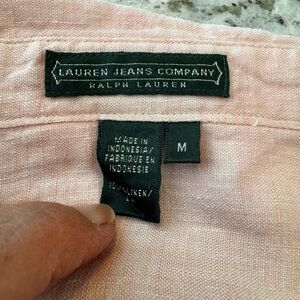 LAUREN JEANS COMPANY
RALPH LAUREN
MADE IN
INDONESIA/
FABRIQUE EN
INDONESIE
M